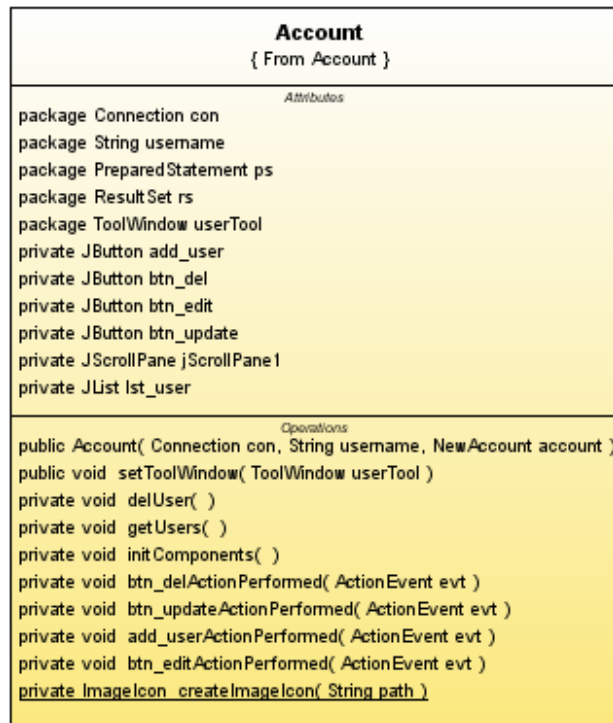 Account
{ From Account }
Attributes
package Connection con
package String username
package PreparedStatement ps
package ResultSet rs
package ToolWindow userTool
private JButton add_user
private JButton btn_del
private JButton btn_edit
private JButton btn_update
private JScrollPane jScrollPane1
private JList lst_user
Operations
public Account( Connection con, String username, NewAccount account )
public void setToolWindow( ToolWindow userTool )
private void delUser( )
private void getUsers( )
private void initComponents( )
private void btn_delActionPerformed( ActionEvent evt )
private void btn_updateActionPerformed( ActionEvent evt )
private void add_userActionPerformed( ActionEvent evt )
private void btn_editActionPerformed( ActionEvent evt )
private ImageIcon createImageIcon( String path )